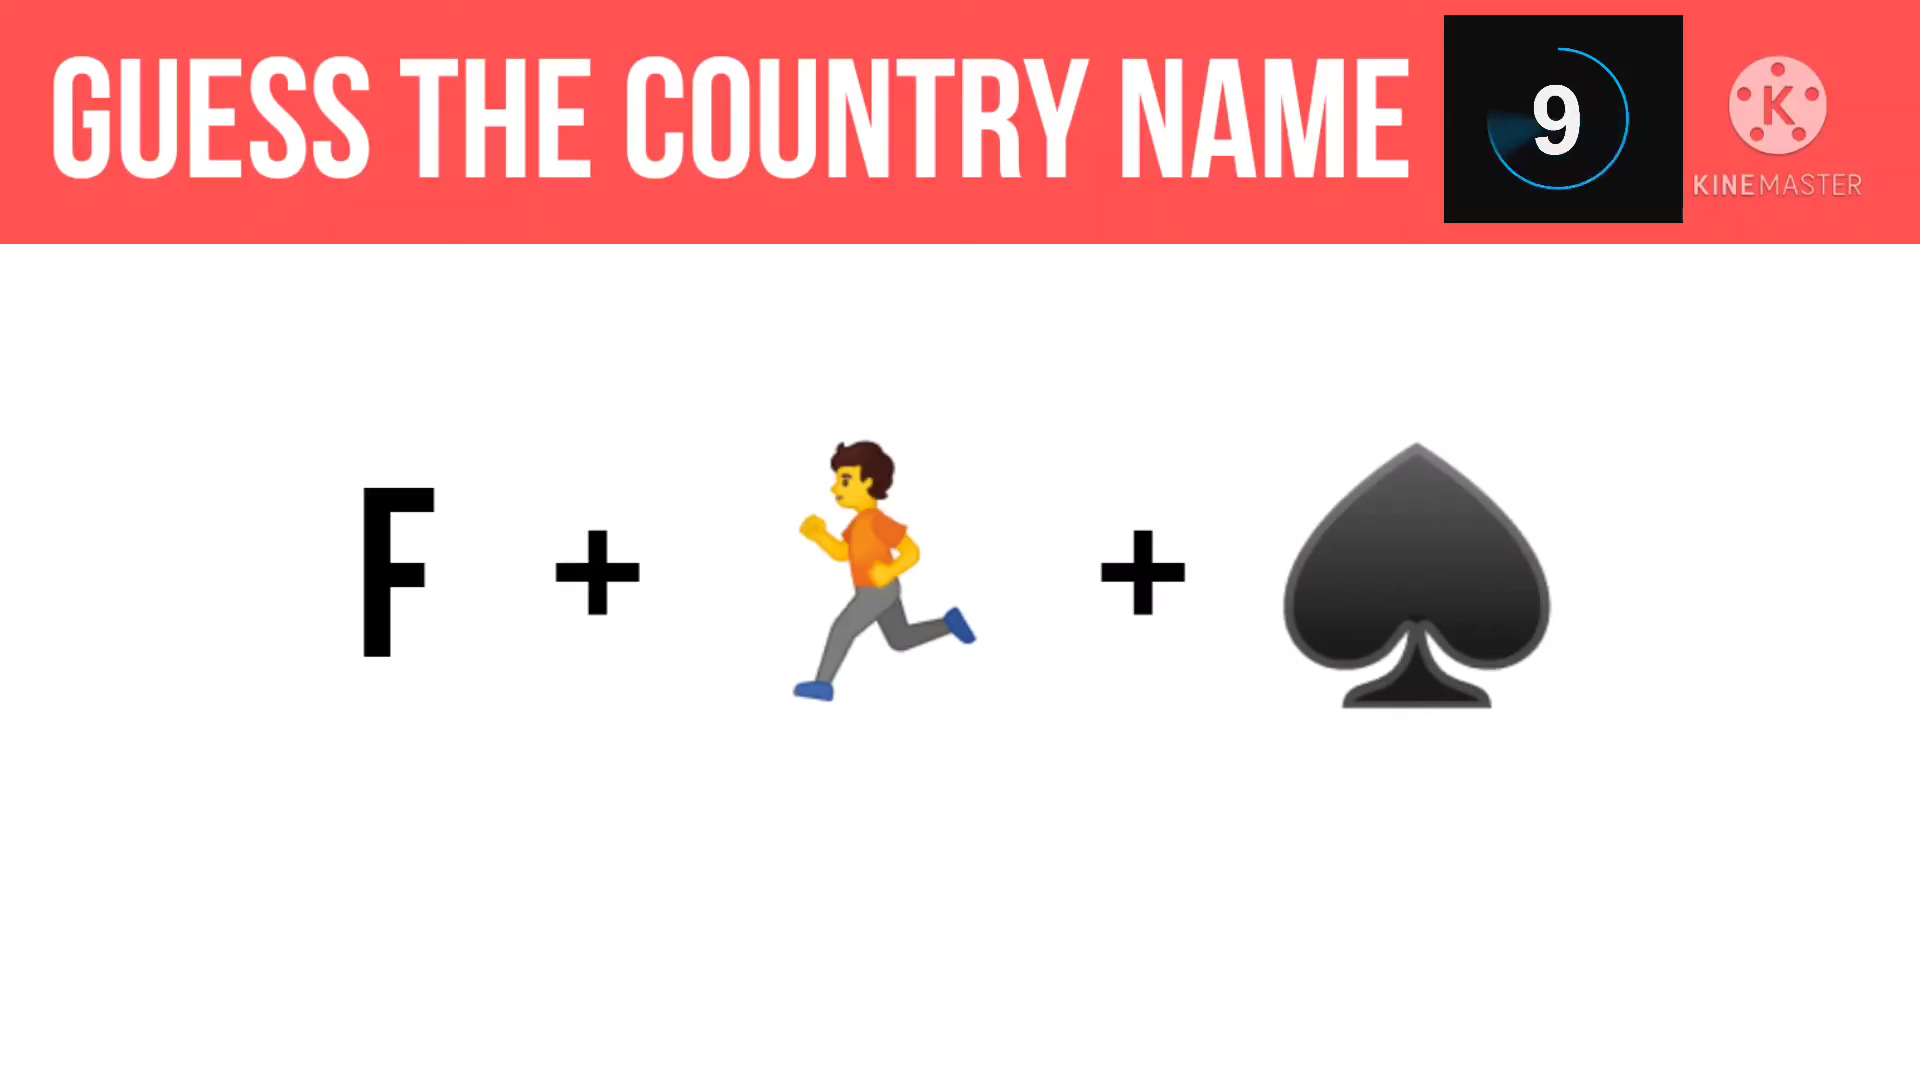 GUESS THE COUNTRY NAME
9
K
KINEMASTER
F + +